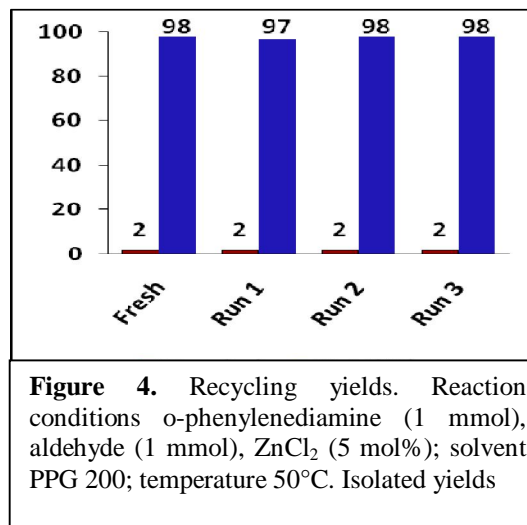 100
98 97 98 98
80
60
40
20
2 2 2 2
0
Fresh Run 1 Run 2 Run 3
Figure 4. Recycling yields. Reaction
conditions o-phenylenediamine (1 mmol),
aldehyde (1 mmol), ZnCl₂ (5 mol%); solvent
PPG 200; temperature 50°C. Isolated yields